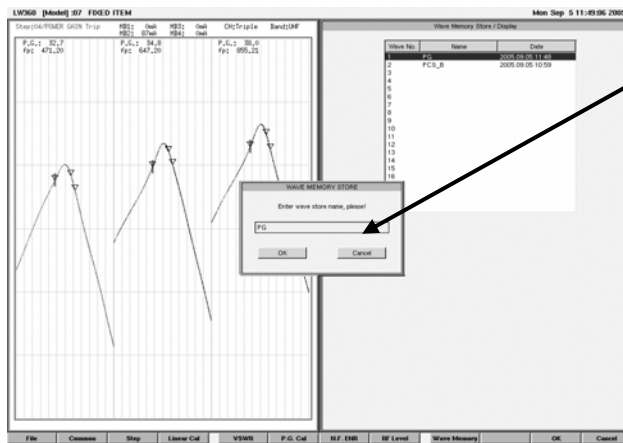 LW360 [Model] :07 FIXED ITEM
Mon Sep 5 11:49:06 2005
Step:04/POWER GAIN Trip MB1: 0mA MB3: 0mA CH:Triple Band:UHF
MB2: 87mA MB4: 0mA
P.G.: 32,7 P.G.: 34,8 P.G.: 38,0
fp: 471,20 fp: 647,20 fp: 855,21
Wave Memory Store / Display
Wave No. Name Date
1 PG 2005.09.05 11:48
2 PCS_B 2005.09.05 10:59
3
4
5
6
7
8
9
10
11
12
13
14
15
16
WAVE MEMORY STORE
Enter wave store name, please!
PG
OK Cancel
File Common Step Linear Cal VSWR P.G. Cal N.F. ENR RF Level Wave Memory OK Cancel